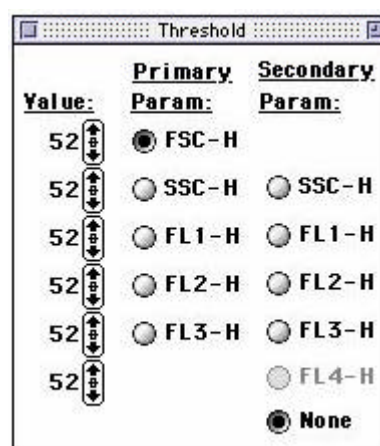 Threshold
Primary Secondary
Value: Param: Param:
52 FSC-H
52 SSC-H SSC-H
52 FL1-H FL1-H
52 FL2-H FL2-H
52 FL3-H FL3-H
52 FL4-H
None